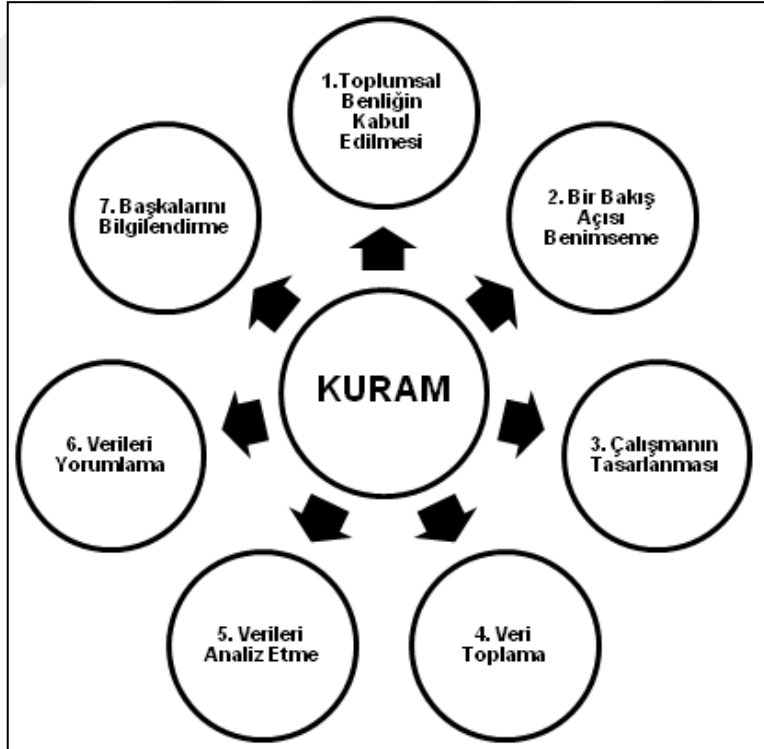 1.Toplumsal
Benliğin
Kabul
Edilmesi
2. Bir Bakış
Açısı
Benimseme
3. Çalışmanın
Tasarlanması
4. Veri
Toplama
5. Verileri
Analiz Etme
6. Verileri
Yorumlama
7. Başkalarını
Bilgilendirme
KURAM